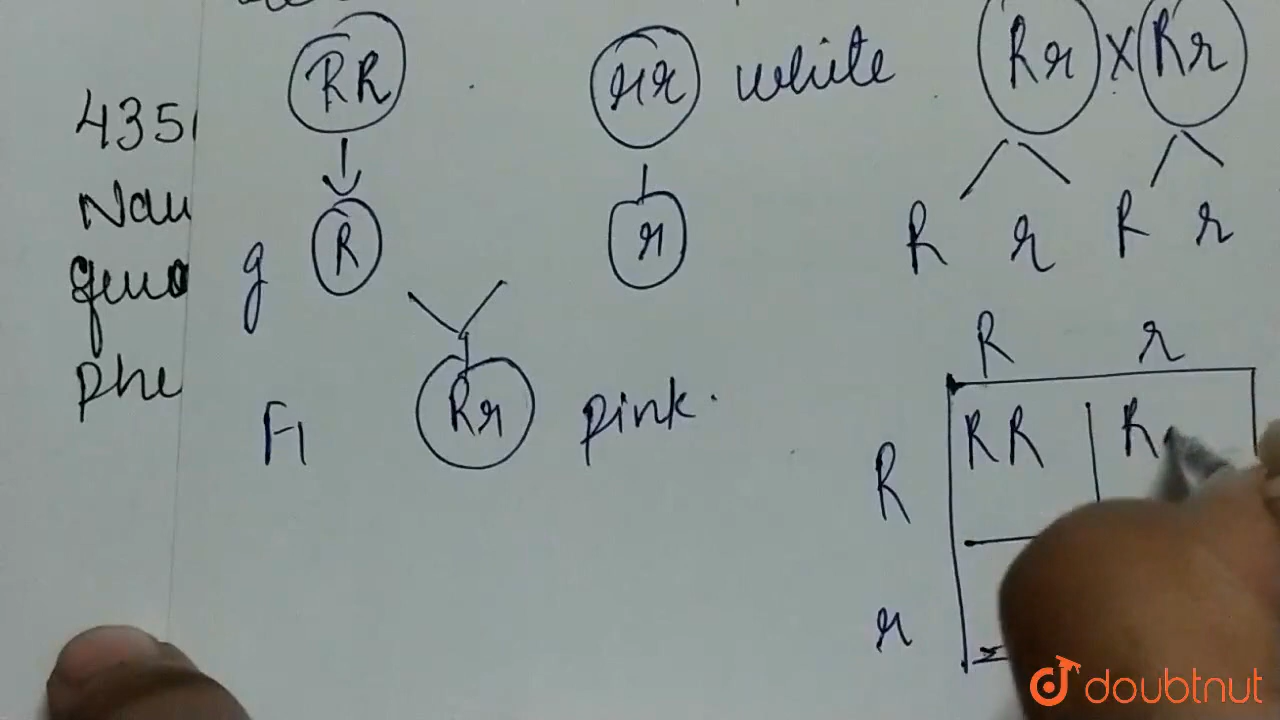 RR rr white Rr x Rr
435
R r R r R r
g
R r
F1 Rr pink.
R RR R
r
doubtnut